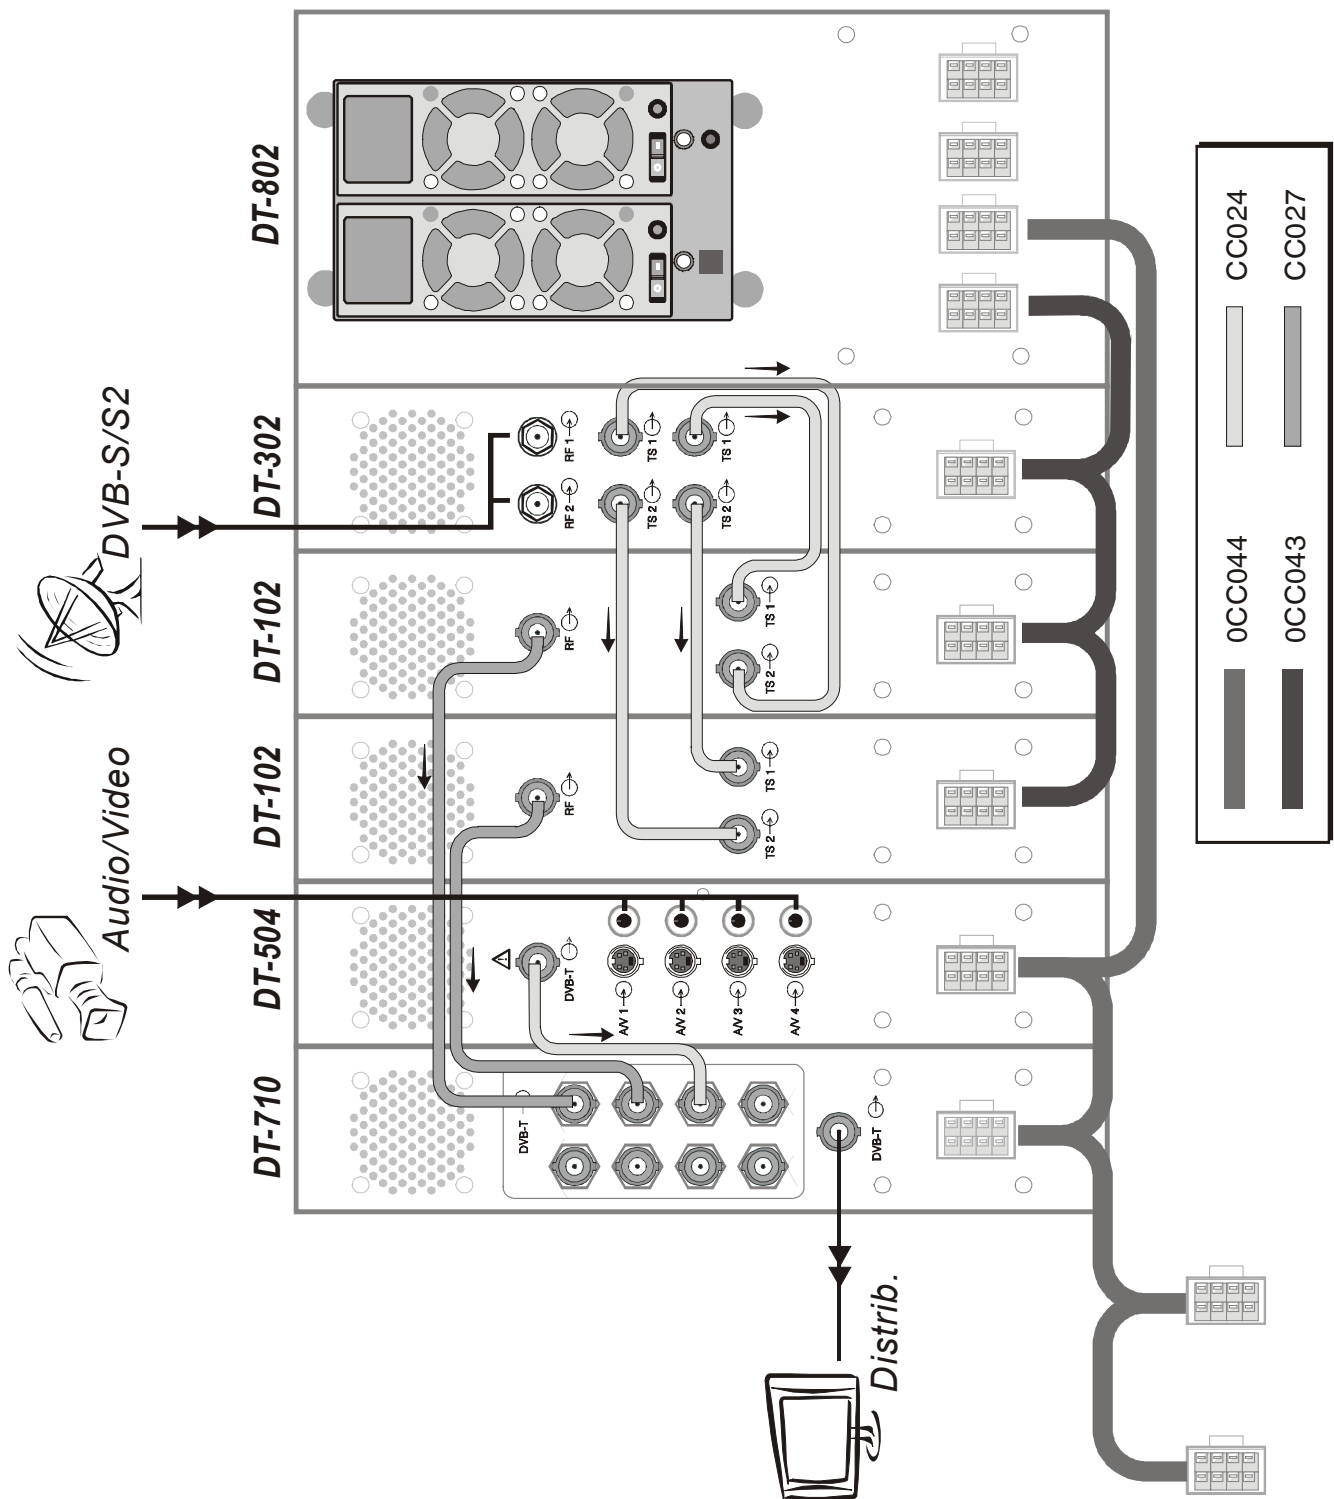 DT-802
DVB-S/S2
DT-302
RF 1
RF 2
TS 1
TS 1
TS 2
TS 2
DT-102
RF
TS 1
TS 2
DT-102
RF
TS 1
TS 2
Audio/Video
DT-504
DVB-T
A/V 1
A/V 2
A/V 3
A/V 4
DT-710
DVB-T
DVB-T
Distrib.
0CC044
CC024
0CC043
CC027